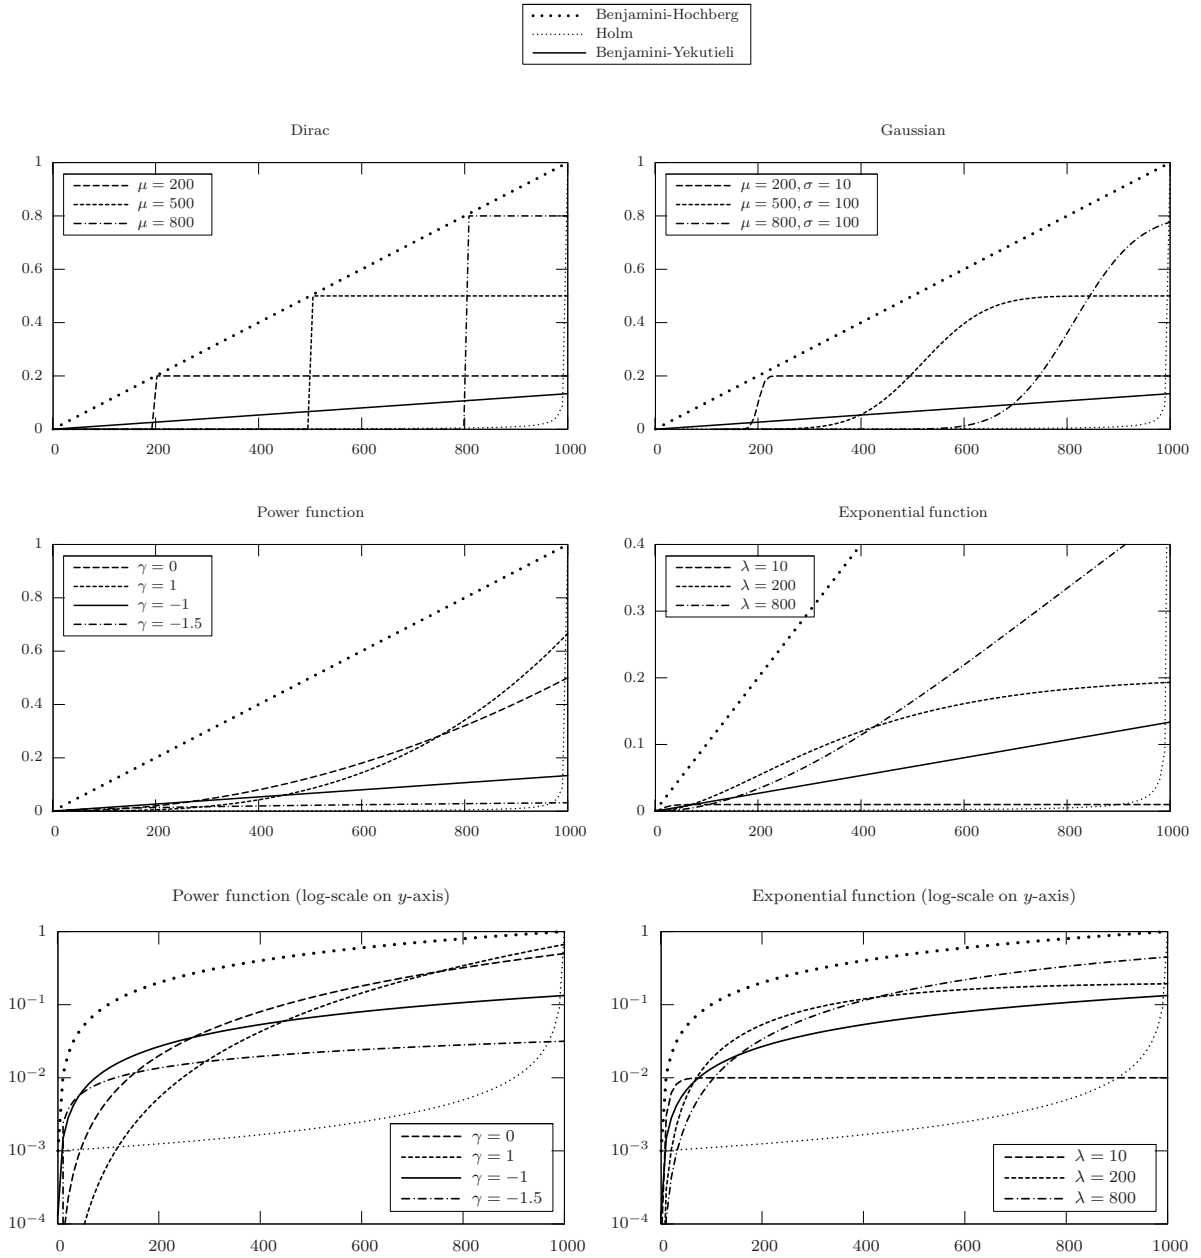 Benjamini-Hochberg
Holm
Benjamini-Yekutieli
Dirac
1
0.8
0.6
0.4
0.2
0
0 200 400 600 800 1000
μ = 200
μ = 500
μ = 800
Gaussian
1
0.8
0.6
0.4
0.2
0
0 200 400 600 800 1000
μ = 200, σ = 10
μ = 500, σ = 100
μ = 800, σ = 100
Power function
1
0.8
0.6
0.4
0.2
0
0 200 400 600 800 1000
γ = 0
γ = 1
γ = −1
γ = −1.5
Exponential function
0.4
0.3
0.2
0.1
0
0 200 400 600 800 1000
λ = 10
λ = 200
λ = 800
Power function (log-scale on y-axis)
1
10⁻¹
10⁻²
10⁻³
10⁻⁴
0 200 400 600 800 1000
γ = 0
γ = 1
γ = −1
γ = −1.5
Exponential function (log-scale on y-axis)
1
10⁻¹
10⁻²
10⁻³
10⁻⁴
0 200 400 600 800 1000
λ = 10
λ = 200
λ = 800